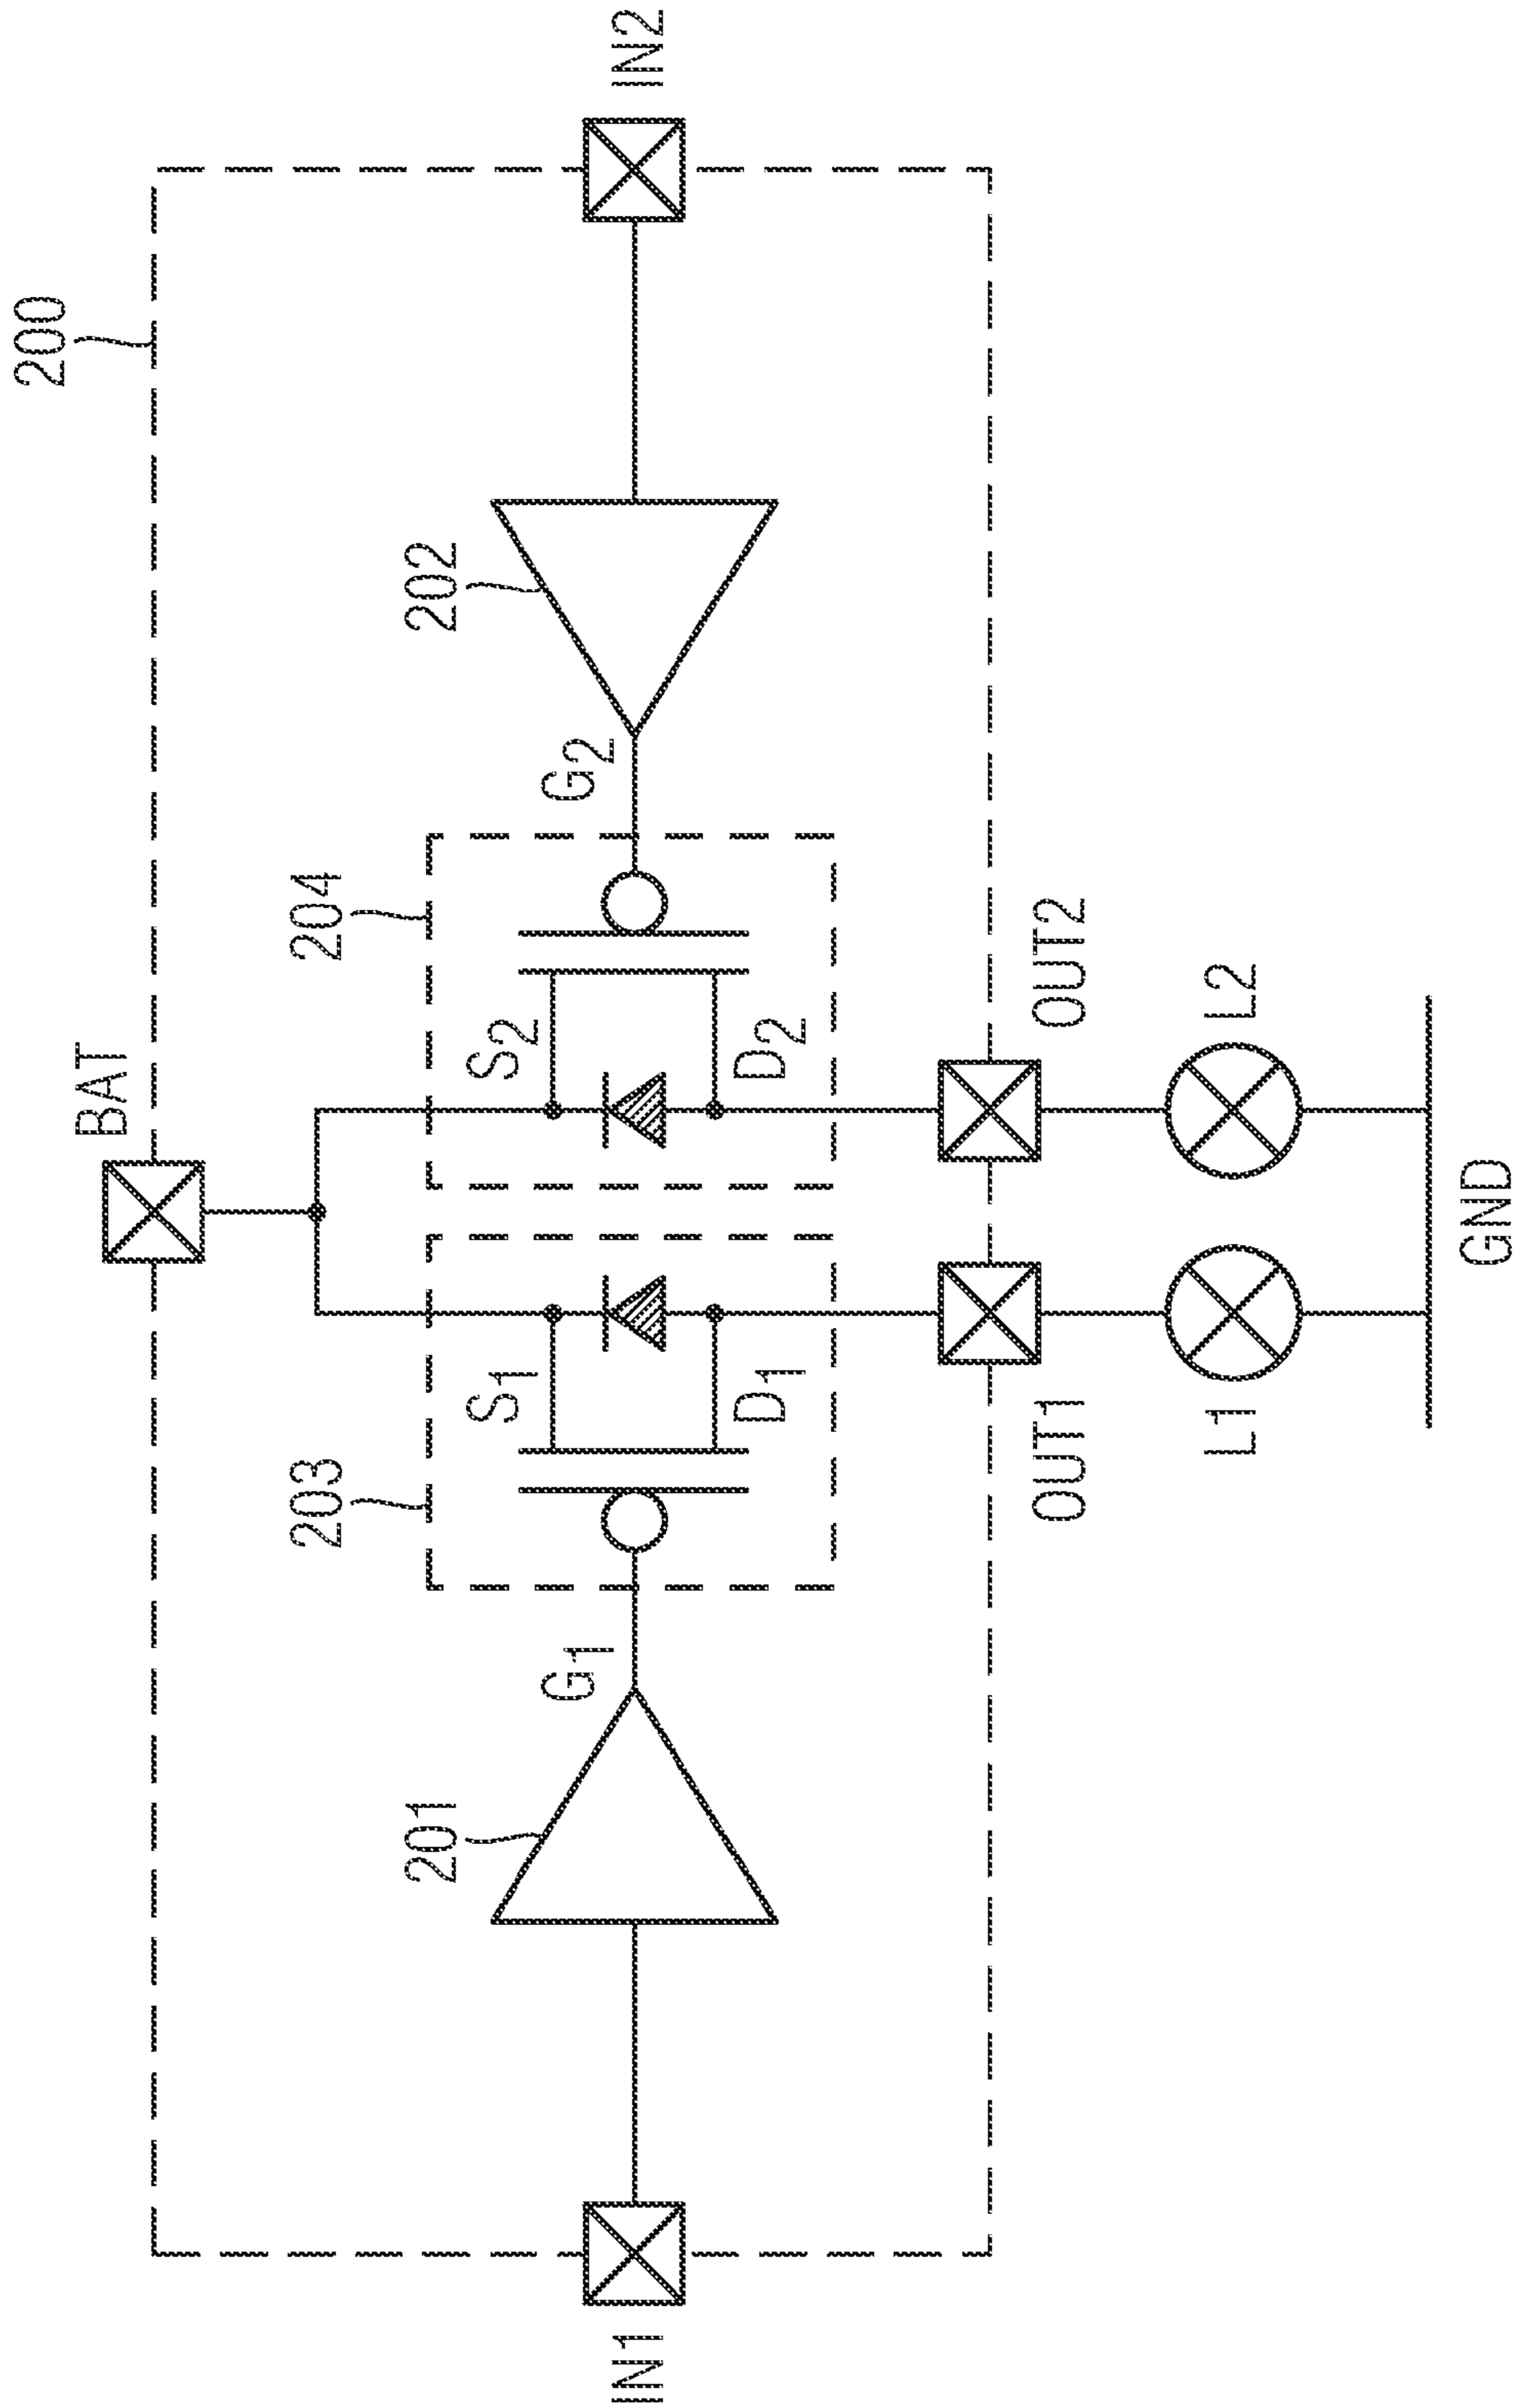 200
BAT
IN1
201
G1
203
S1
D1
204
S2
D2
G2
202
IN2
OUT1
OUT2
L1
L2
GND